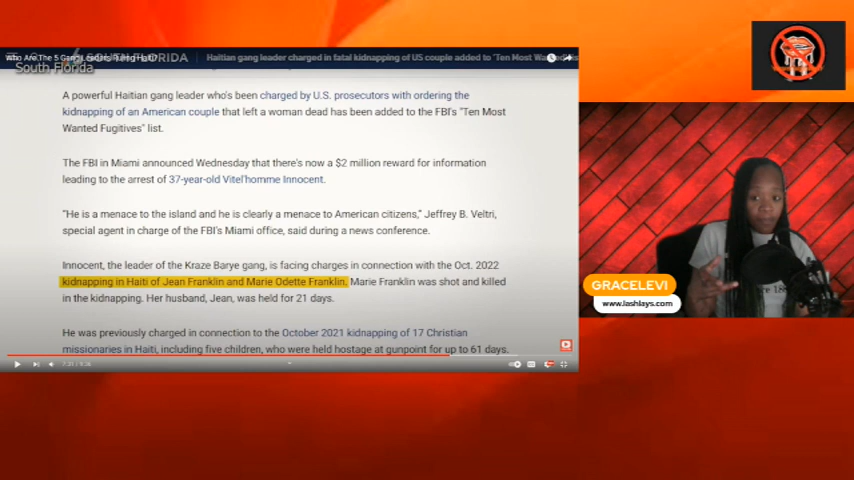 Who Are The 5 Gang Leaders Ruling Haiti?
SOUTH FLORIDA
Haitian gang leader charged in fatal kidnapping of US couple added to 'Ten Most Wanted'
South Florida
A powerful Haitian gang leader who's been charged by U.S. prosecutors with ordering the
kidnapping of an American couple that left a woman dead has been added to the FBI's "Ten Most
Wanted Fugitives" list.
The FBI in Miami announced Wednesday that there's now a $2 million reward for information
leading to the arrest of 37-year-old Vitel'homme Innocent.
"He is a menace to the island and he is clearly a menace to American citizens," Jeffrey B. Veltri,
special agent in charge of the FBI's Miami office, said during a news conference.
Innocent, the leader of the Kraze Barye gang, is facing charges in connection with the Oct. 2022
kidnapping in Haiti of Jean Franklin and Marie Odette Franklin. Marie Franklin was shot and killed
in the kidnapping. Her husband, Jean, was held for 21 days.
He was previously charged in connection to the October 2021 kidnapping of 17 Christian
missionaries in Haiti, including five children, who were held hostage at gunpoint for up to 61 days.
GRACELEVI
www.lashlays.com